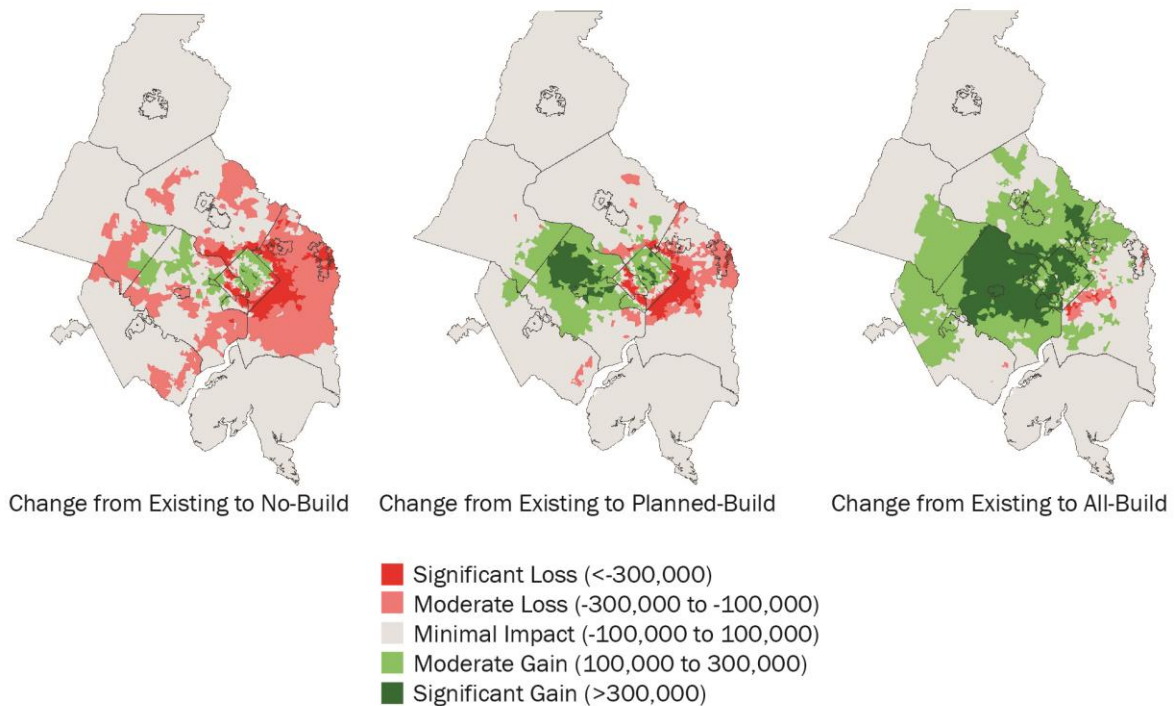 Change from Existing to No-Build
Change from Existing to Planned-Build
Change from Existing to All-Build
Significant Loss (<-300,000)
Moderate Loss (-300,000 to -100,000)
Minimal Impact (-100,000 to 100,000)
Moderate Gain (100,000 to 300,000)
Significant Gain (>300,000)